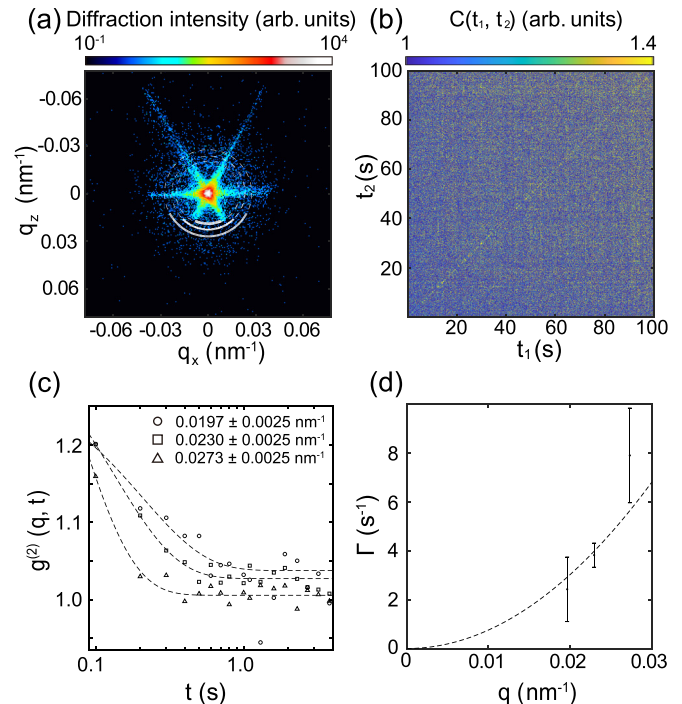 (a) Diffraction intensity (arb. units)
10⁻¹ 10⁴
-0.06
-0.03
0
0.03
0.06
q_z (nm⁻¹)
-0.06 -0.03 0 0.03 0.06
q_x (nm⁻¹)
(b) C(t₁, t₂) (arb. units)
1 1.4
100
80
60
40
20
t₂ (s)
20 40 60 80 100
t₁ (s)
(c)
○ 0.0197 ± 0.0025 nm⁻¹
□ 0.0230 ± 0.0025 nm⁻¹
△ 0.0273 ± 0.0025 nm⁻¹
1.2
1.1
1.0
g⁽²⁾ (q, t)
0.1 1.0
t (s)
(d)
8
6
4
2
0
Γ (s⁻¹)
0 0.01 0.02 0.03
q (nm⁻¹)